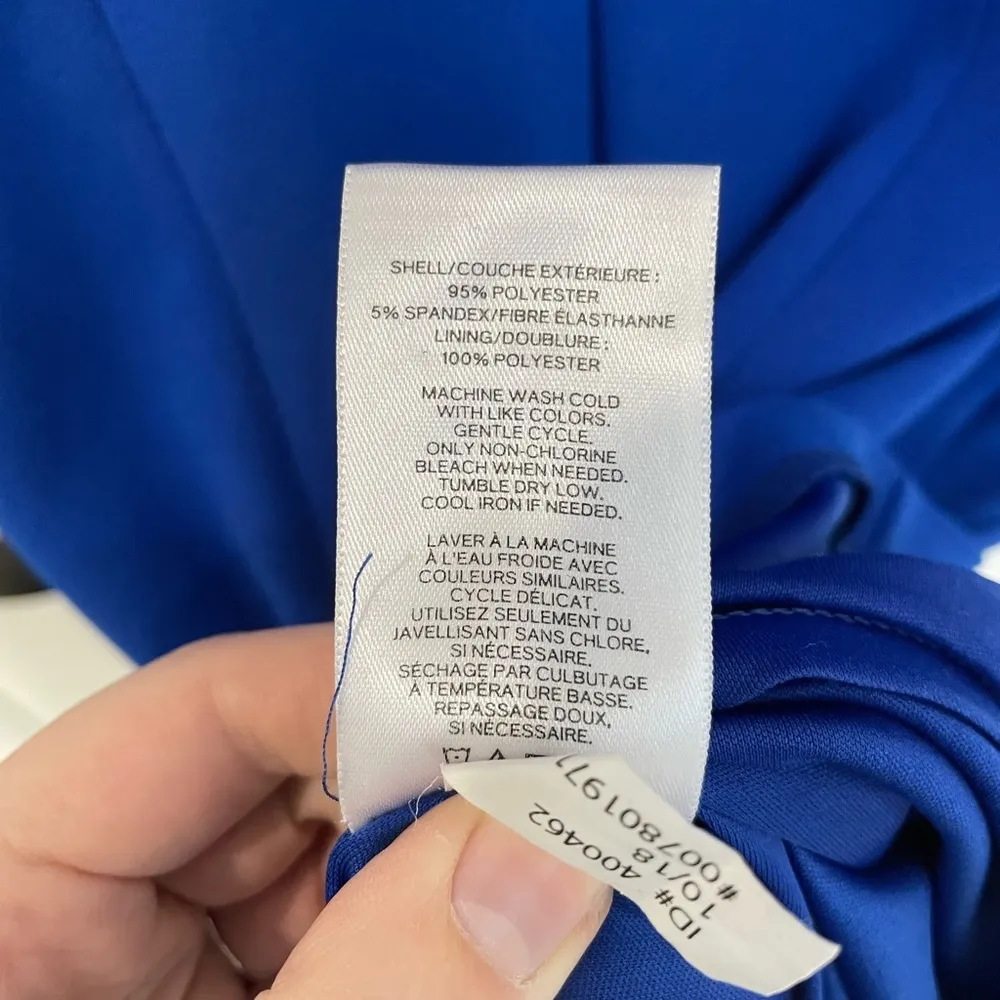 SHELL/COUCHE EXTÉRIEURE :
95% POLYESTER
5% SPANDEX/FIBRE ÉLASTHANNE
LINING/DOUBLURE :
100% POLYESTER
MACHINE WASH COLD
WITH LIKE COLORS.
GENTLE CYCLE.
ONLY NON-CHLORINE
BLEACH WHEN NEEDED.
TUMBLE DRY LOW.
COOL IRON IF NEEDED.
LAVER À LA MACHINE
À L'EAU FROIDE AVEC
COULEURS SIMILAIRES.
CYCLE DÉLICAT.
UTILISEZ SEULEMENT DU
JAVELLISANT SANS CHLORE,
SI NÉCESSAIRE.
SÉCHAGE PAR CULBUTAGE
À TEMPÉRATURE BASSE.
REPASSAGE DOUX,
SI NÉCESSAIRE.
ID# 400462
10/18